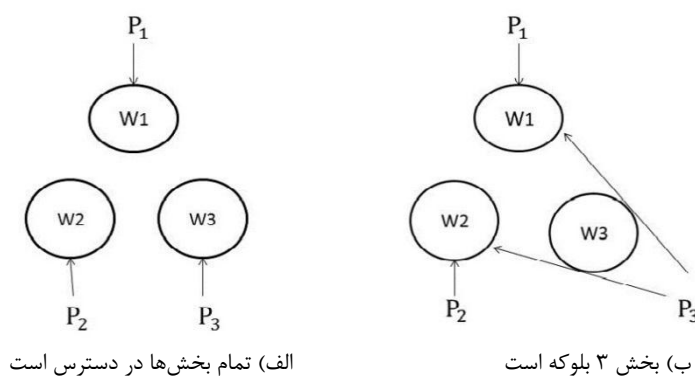 P1 P1
W1 W1
W2 W3 W2 W3
P2 P3 P2 P3
الف) تمام بخش‌ها در دسترس است
ب) بخش ۳ بلوکه است